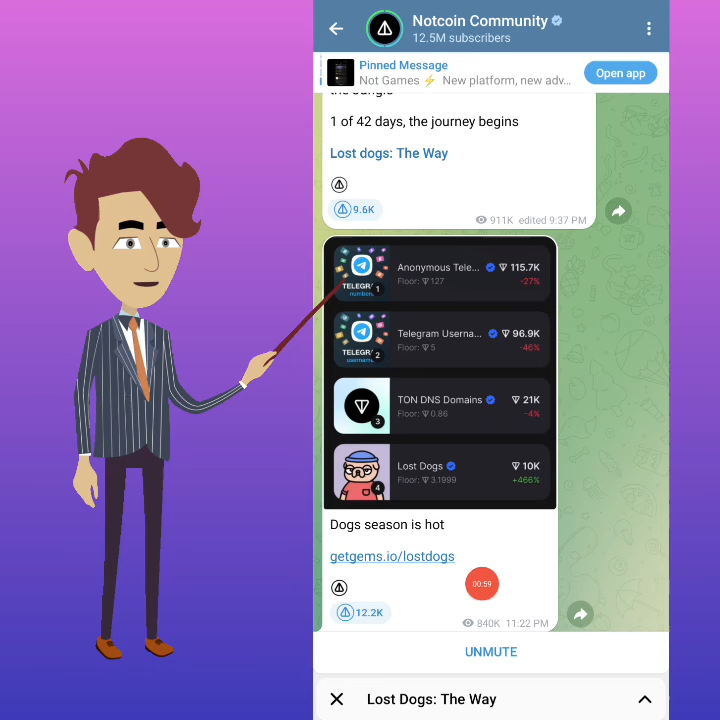 Notcoin Community
12.5M subscribers
Pinned Message
Not Games ⚡ New platform, new adv...
Open app
1 of 42 days, the journey begins
Lost dogs: The Way
9.6K
911K edited 9:37 PM
Anonymous Tele... 115.7K
Floor: 127 -27%
1
Telegram Userna... 96.9K
Floor: 5 -46%
2
TON DNS Domains 21K
Floor: 0.86 -4%
3
Lost Dogs 10K
Floor: 3.1999 +466%
4
Dogs season is hot
getgems.io/lostdogs
00:59
12.2K
840K 11:22 PM
UNMUTE
Lost Dogs: The Way